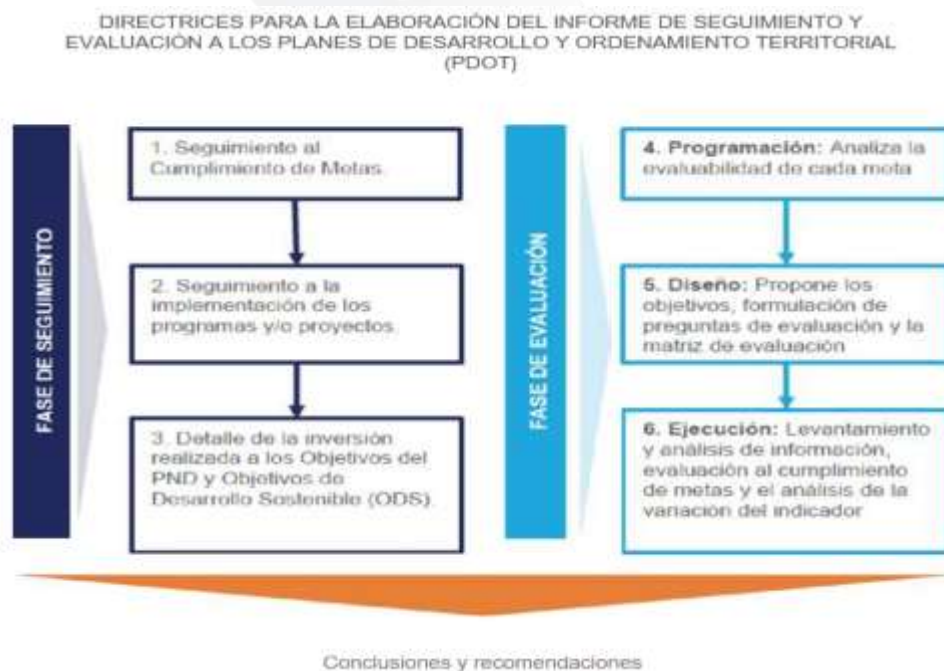 DIRECTRICES PARA LA ELABORACIÓN DEL INFORME DE SEGUIMIENTO Y
EVALUACIÓN A LOS PLANES DE DESARROLLO Y ORDENAMIENTO TERRITORIAL
(PDOT)
FASE DE SEGUIMIENTO
1. Seguimiento al
Cumplimiento de Metas.
2. Seguimiento a la
implementación de los
programas y/o proyectos.
3. Detalle de la inversión
realizada a los Objetivos del
PND y Objetivos de
Desarrollo Sostenible (ODS).
FASE DE EVALUACIÓN
4. Programación: Analiza la
evaluabilidad de cada meta
5. Diseño: Propone los
objetivos, formulación de
preguntas de evaluación y la
matriz de evaluación
6. Ejecución: Levantamiento
y análisis de información,
evaluación al cumplimiento
de metas y el análisis de la
variación del indicador
Conclusiones y recomendaciones